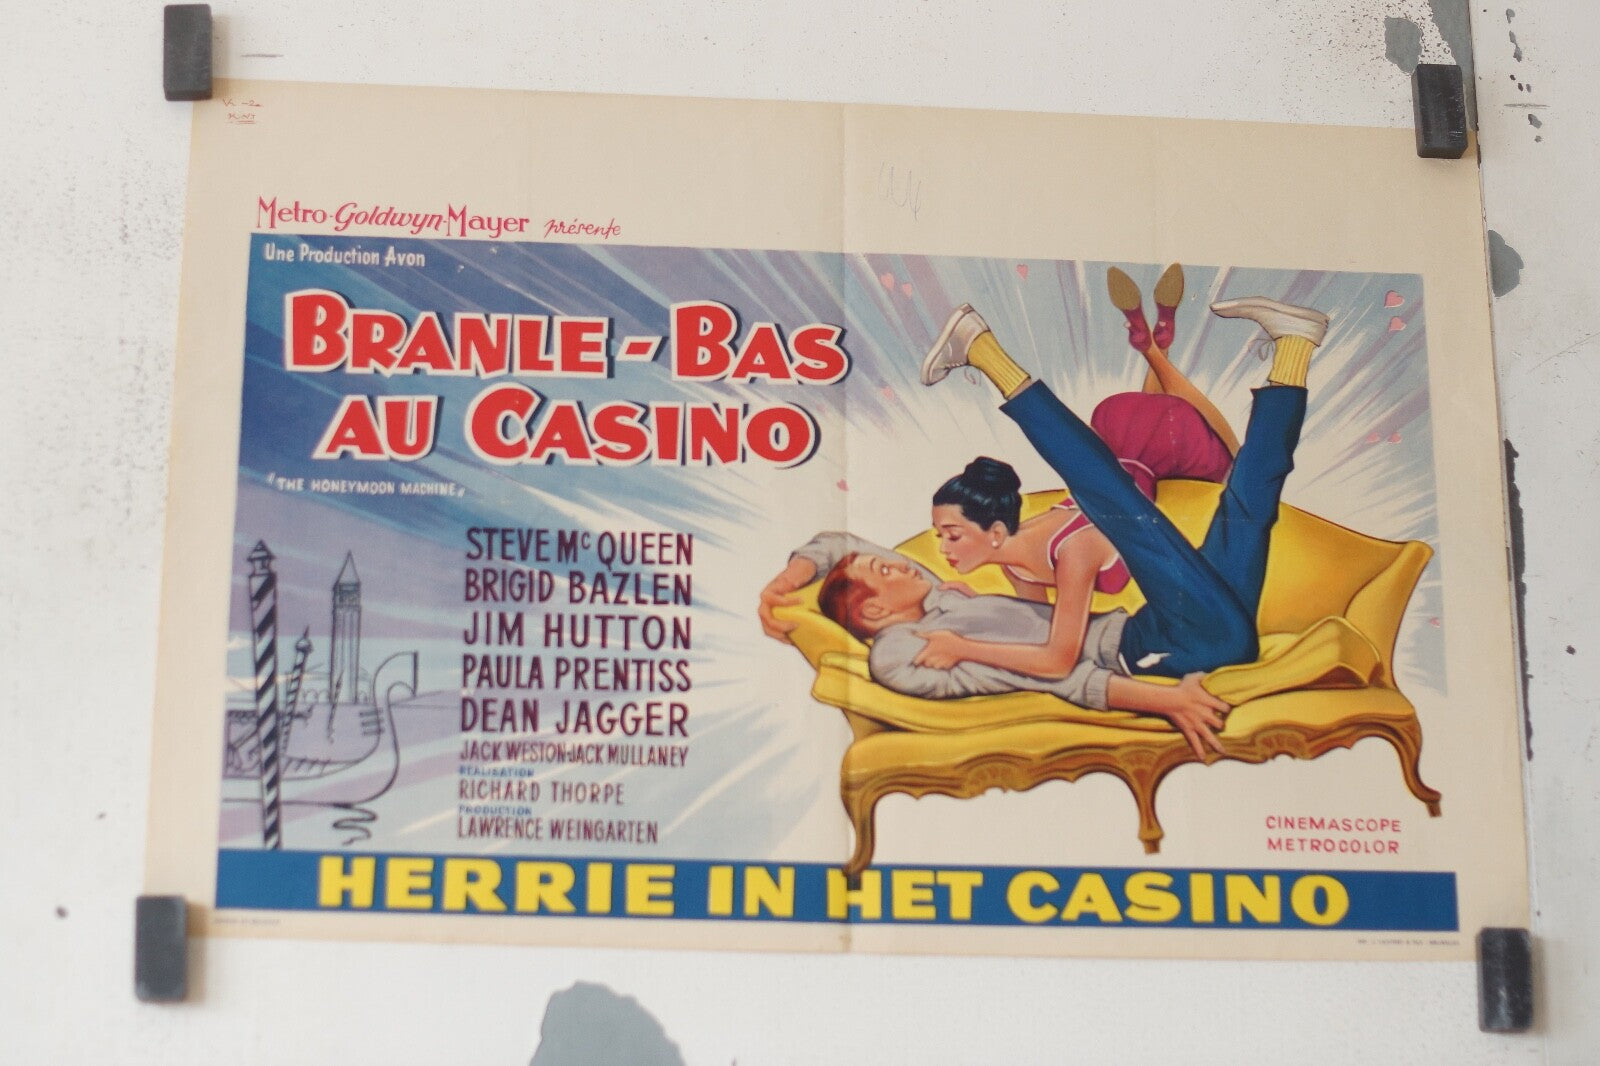 Metro-Goldwyn-Mayer présente
Une Production Avon
BRANLE-BAS
AU CASINO
"THE HONEYMOON MACHINE"
STEVE McQUEEN
BRIGID BAZLEN
JIM HUTTON
PAULA PRENTISS
DEAN JAGGER
JACK WESTON-JACK MULLANEY
REALISATION
RICHARD THORPE
PRODUCTION
LAWRENCE WEINGARTEN
CINEMASCOPE
METROCOLOR
HERRIE IN HET CASINO